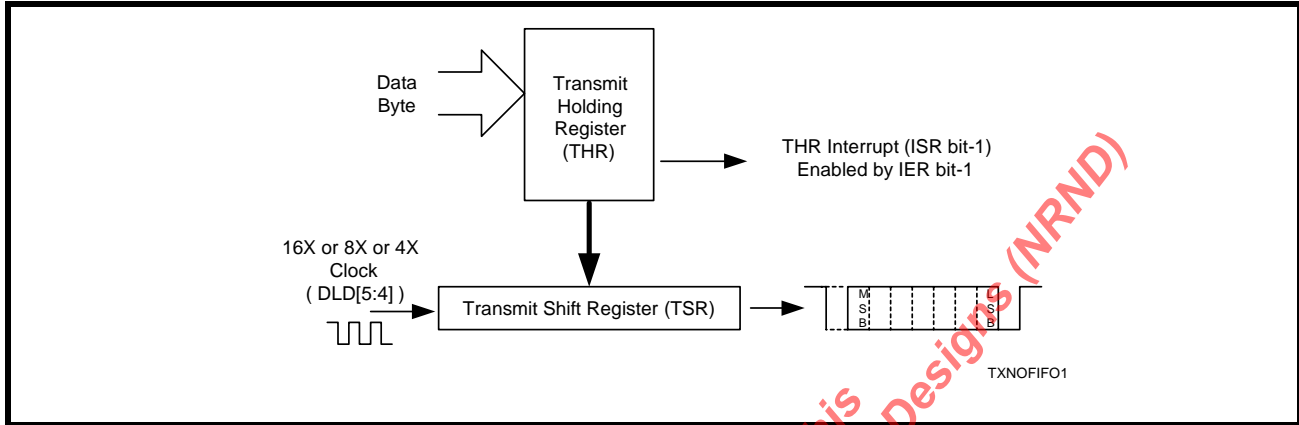 Data
Byte
Transmit
Holding
Register
(THR)
THR Interrupt (ISR bit-1)
Enabled by IER bit-1
16X or 8X or 4X
Clock
( DLD[5:4] )
Transmit Shift Register (TSR)
M
S
B
L
S
B
TXNOFIFO1
his
Designs (NRND)